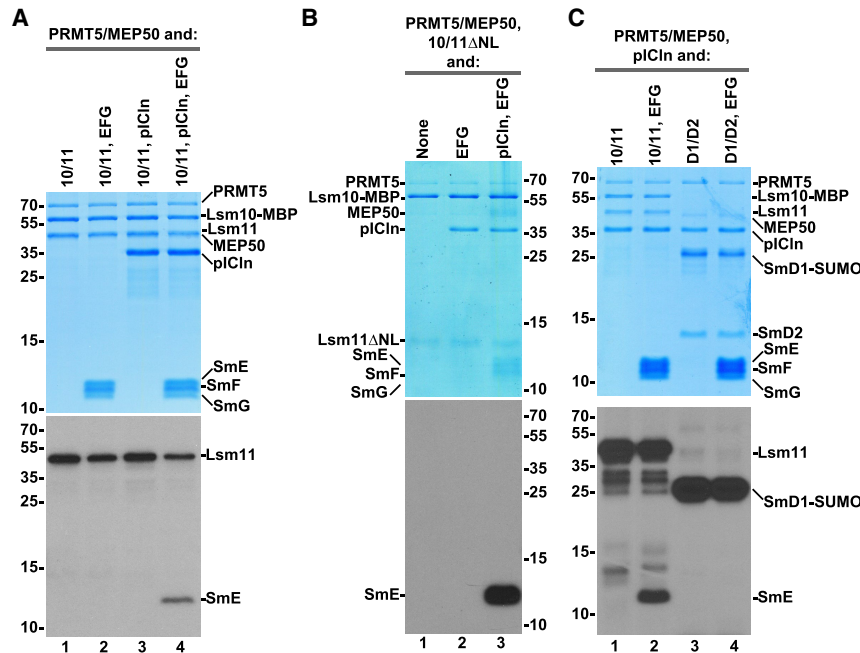 A
PRMT5/MEP50 and:
10/11
10/11, EFG
10/11, pICln
10/11, pICln, EFG
70
55
35
25
15
10
PRMT5
Lsm10-MBP
Lsm11
MEP50
pICln
SmE
SmF
SmG
70
55
35
25
15
10
Lsm11
SmE
1 2 3 4
B
PRMT5/MEP50,
10/11ΔNL
and:
None
EFG
pICln, EFG
PRMT5
Lsm10-MBP
MEP50
pICln
Lsm11ΔNL
SmE
SmF
SmG
70
55
35
25
15
10
SmE
70
55
35
25
15
10
1 2 3
C
PRMT5/MEP50,
pICln and:
10/11
10/11, EFG
D1/D2
D1/D2, EFG
70
55
35
25
15
10
PRMT5
Lsm10-MBP
Lsm11
MEP50
pICln
SmD1-SUMO
SmD2
SmE
SmF
SmG
70
55
35
25
15
10
Lsm11
SmD1-SUMO
SmE
1 2 3 4